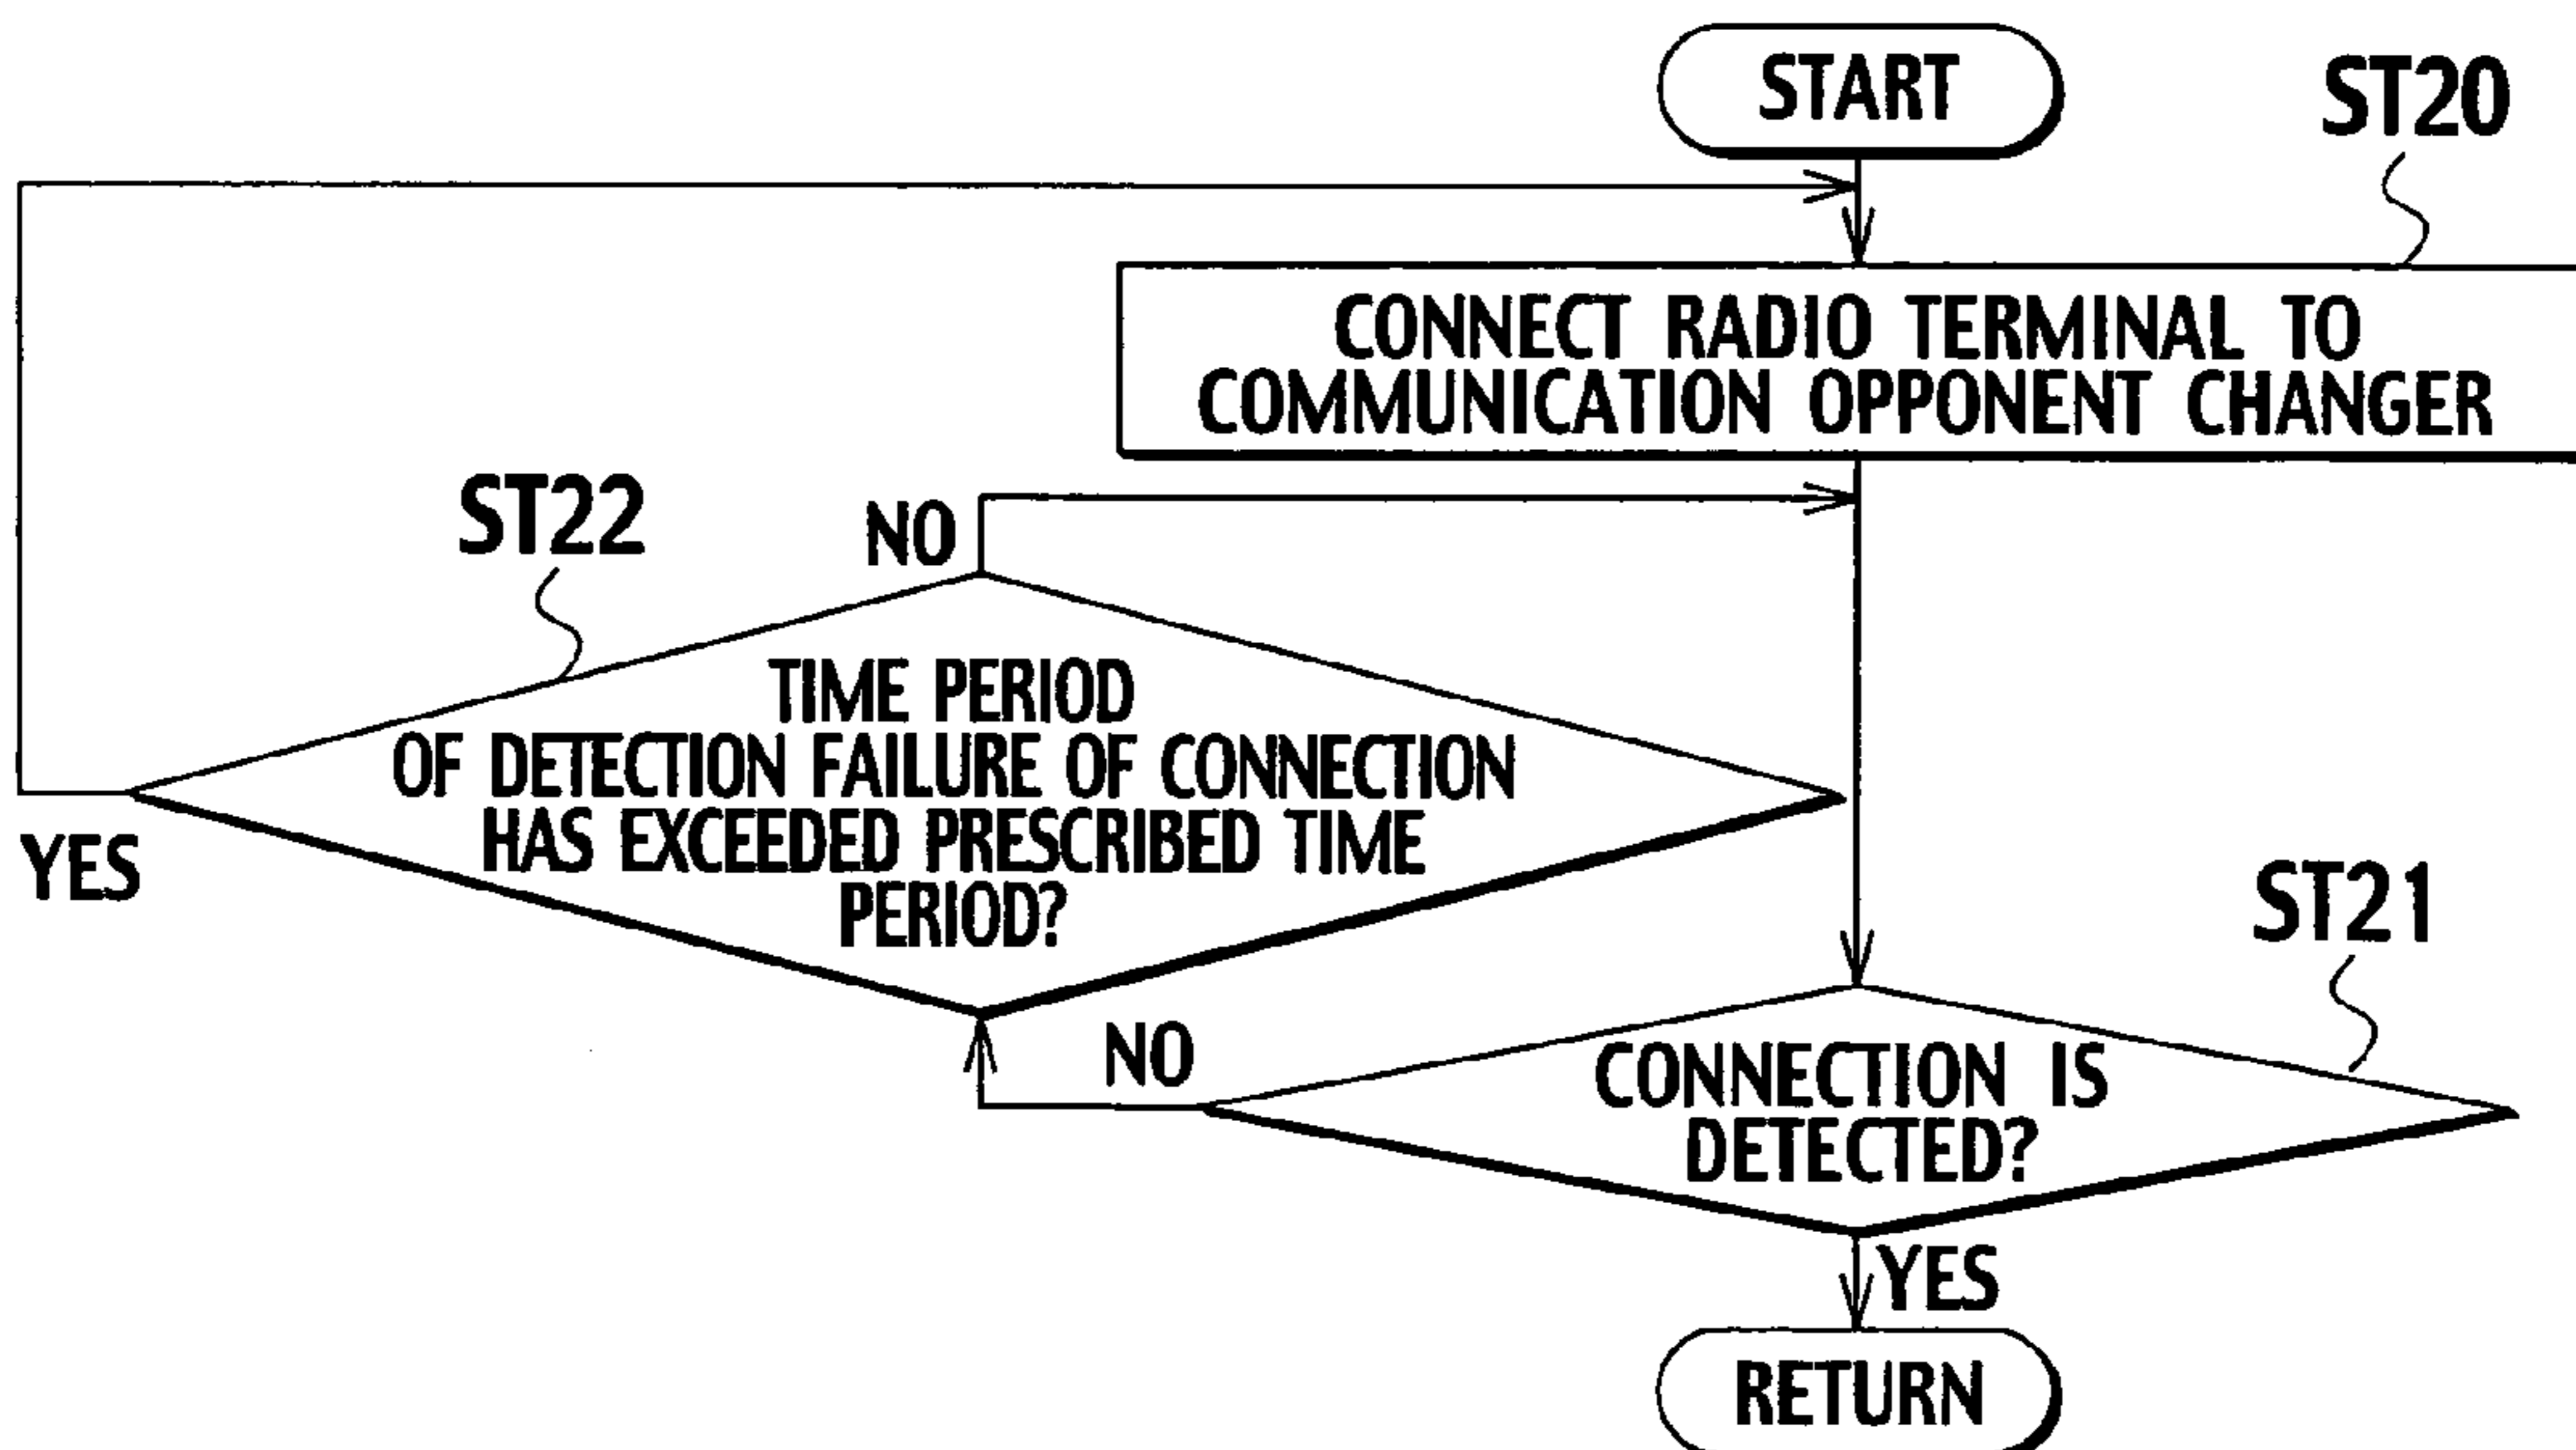 START
ST20
CONNECT RADIO TERMINAL TO
COMMUNICATION OPPONENT CHANGER
ST22
NO
TIME PERIOD
OF DETECTION FAILURE OF CONNECTION
HAS EXCEEDED PRESCRIBED TIME
PERIOD?
YES
ST21
NO
CONNECTION IS
DETECTED?
YES
RETURN